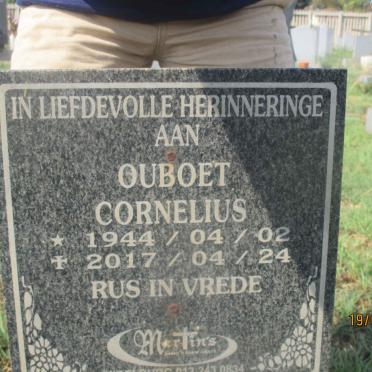 IN LIEFDEVOLLE HERINNERINGE
AAN
OUBOET
CORNELIUS
★ 1944 / 04 / 02
✝ 2017 / 04 / 24
RUS IN VREDE
Martin's
19/